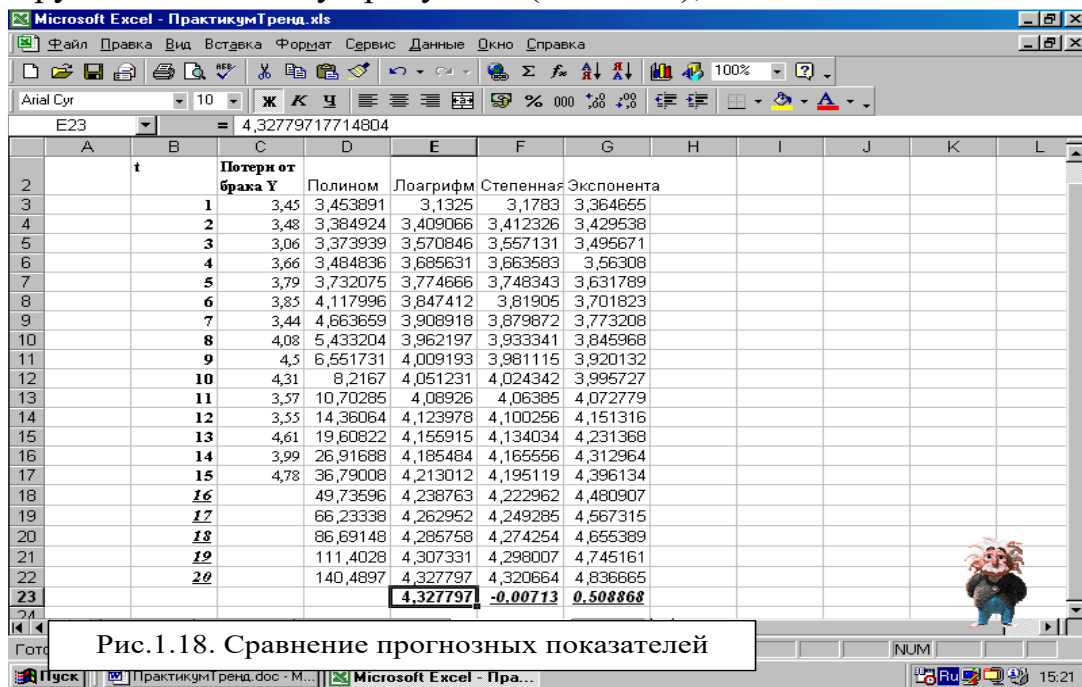 Microsoft Excel - ПрактикумТренд.xls
Файл Правка Вид Вставка Формат Сервис Данные Окно Справка
100%
Arial Cyr 10 Ж К Ч % 000
E23 = 4,32779717714804
A B C D E F G H I J K L
2 t Потери от брака Y Полином Лоагрифм Степенная Экспонента
3 1 3,45 3,453891 3,1325 3,1783 3,364655
4 2 3,48 3,384924 3,409066 3,412326 3,429538
5 3 3,06 3,373939 3,570846 3,557131 3,495671
6 4 3,66 3,484836 3,685631 3,663583 3,56308
7 5 3,79 3,732075 3,774666 3,748343 3,631789
8 6 3,85 4,117996 3,847412 3,81905 3,701823
9 7 3,44 4,663659 3,908918 3,879872 3,773208
10 8 4,08 5,433204 3,962197 3,933341 3,845968
11 9 4,5 6,551731 4,009193 3,981115 3,920132
12 10 4,31 8,2167 4,051231 4,024342 3,995727
13 11 3,57 10,70285 4,08926 4,06385 4,072779
14 12 3,55 14,36064 4,123978 4,100256 4,151316
15 13 4,61 19,60822 4,155915 4,134034 4,231368
16 14 3,99 26,91688 4,185484 4,165556 4,312964
17 15 4,78 36,79008 4,213012 4,195119 4,396134
18 16 49,73596 4,238763 4,222962 4,480907
19 17 66,23338 4,262952 4,249285 4,567315
20 18 86,69148 4,285758 4,274254 4,655389
21 19 111,4028 4,307331 4,298007 4,745161
22 20 140,4897 4,327797 4,320664 4,836665
23 4,327797 -0,00713 0,508868
24
Рис.1.18. Сравнение прогнозных показателей
NUM
Пуск ПрактикумТренд.doc - M... Microsoft Excel - Пра... Ru 15:21